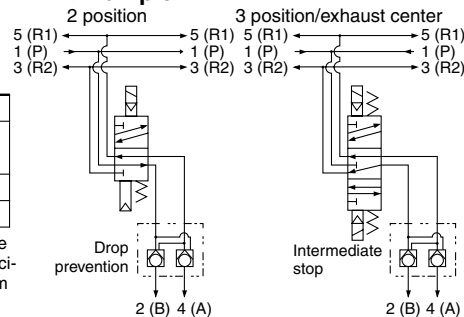 2 position
3 position/exhaust center
5 (R1)
5 (R1)
5 (R1)
5 (R1)
1 (P)
1 (P)
1 (P)
1 (P)
3 (R2)
3 (R2)
3 (R2)
3 (R2)
Drop
prevention
Intermediate
stop
2 (B)
4 (A)
2 (B)
4 (A)